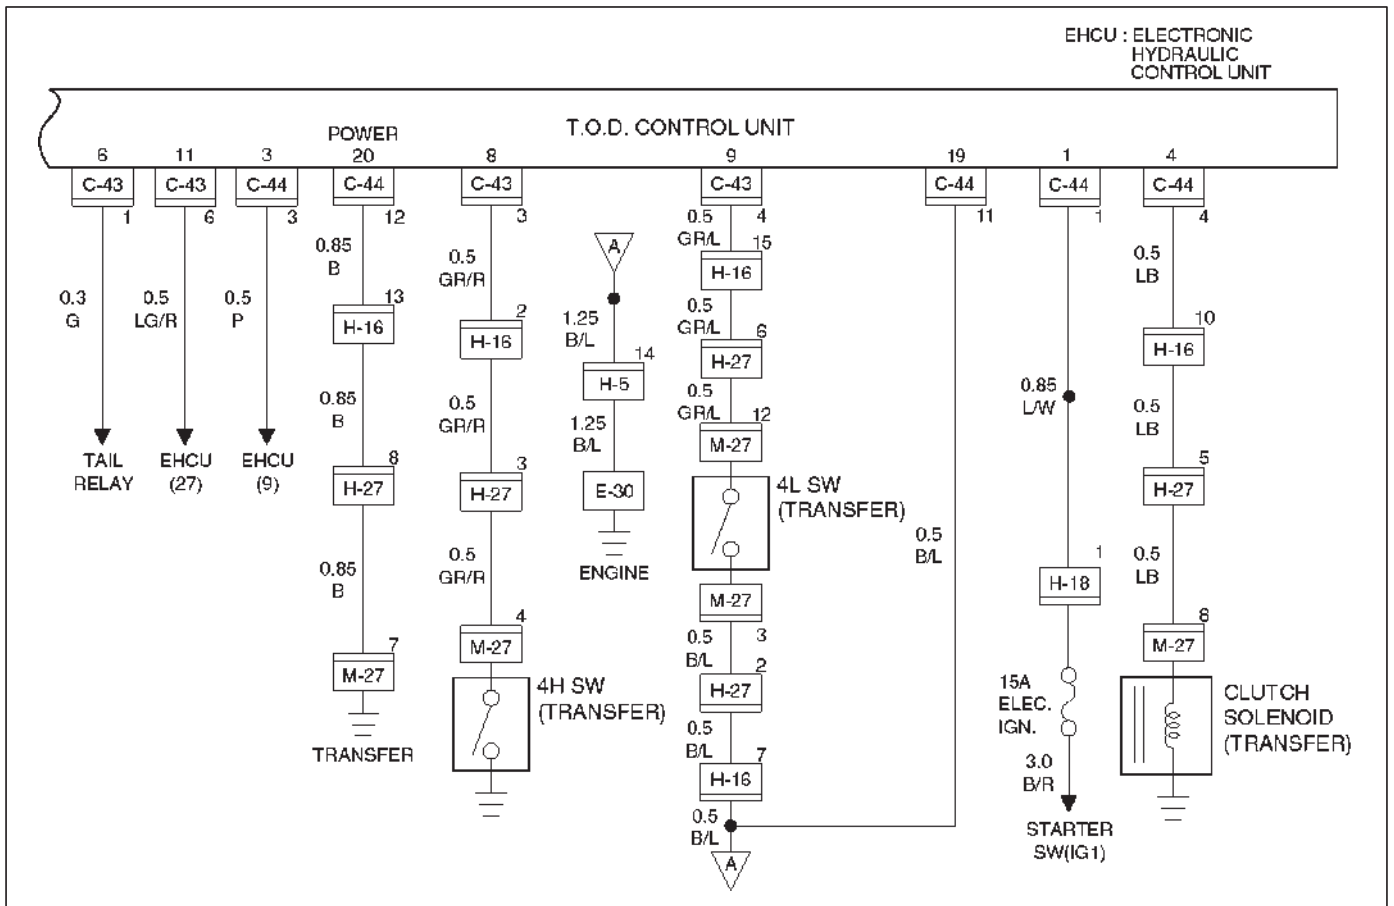 EHCU : ELECTRONIC
HYDRAULIC
CONTROL UNIT
T.O.D. CONTROL UNIT
POWER
6 11 3 20 8 9 19 1 4
C-43 C-43 C-44 C-44 C-43 C-43 C-44 C-44 C-44
1 6 3 12 3 4 11 1 4
0.3
G
TAIL
RELAY
0.5
LG/R
EHCU
(27)
0.5
P
EHCU
(9)
0.85
B
13
H-16
0.85
B
8
H-27
0.85
B
7
M-27
TRANSFER
0.5
GR/R
2
H-16
0.5
GR/R
3
H-27
0.5
GR/R
4
M-27
4H SW
(TRANSFER)
A
1.25
B/L
14
H-5
1.25
B/L
E-30
ENGINE
0.5
GR/L
15
H-16
0.5
GR/L
6
H-27
0.5
GR/L
12
M-27
4L SW
(TRANSFER)
M-27
3
0.5
B/L
2
H-27
0.5
B/L
7
H-16
0.5
B/L
A
0.5
B/L
0.85
L/W
1
H-18
15A
ELEC.
IGN.
3.0
B/R
STARTER
SW(IG1)
0.5
LB
10
H-16
0.5
LB
5
H-27
0.5
LB
8
M-27
CLUTCH
SOLENOID
(TRANSFER)